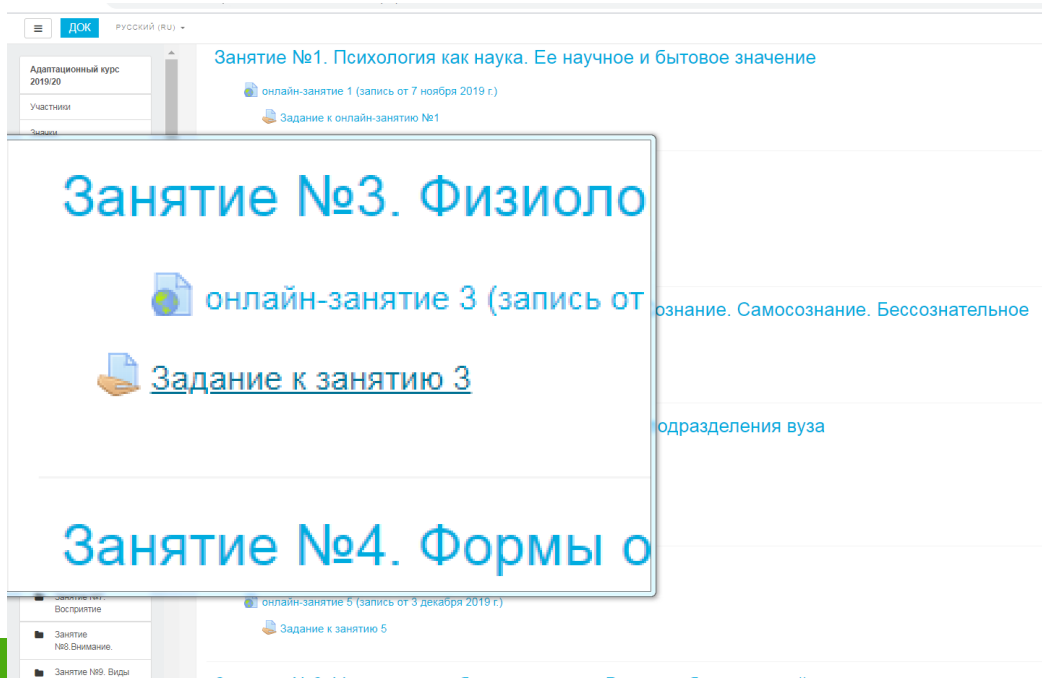 ДОК
РУССКИЙ (RU)
Адаптационный курс
2019/20
Участники
Значки
Занятие №1. Психология как наука. Ее научное и бытовое значение
онлайн-занятие 1 (запись от 7 ноября 2019 г.)
Задание к онлайн-занятию №1
Занятие №3. Физиоло
онлайн-занятие 3 (запись от
Задание к занятию 3
Занятие №4. Формы о
ознание. Самосознание. Бессознательное
одразделения вуза
Занятие №7.
Восприятие
Занятие
№8.Внимание.
Занятие №9. Виды
онлайн-занятие 5 (запись от 3 декабря 2019 г.)
Задание к занятию 5